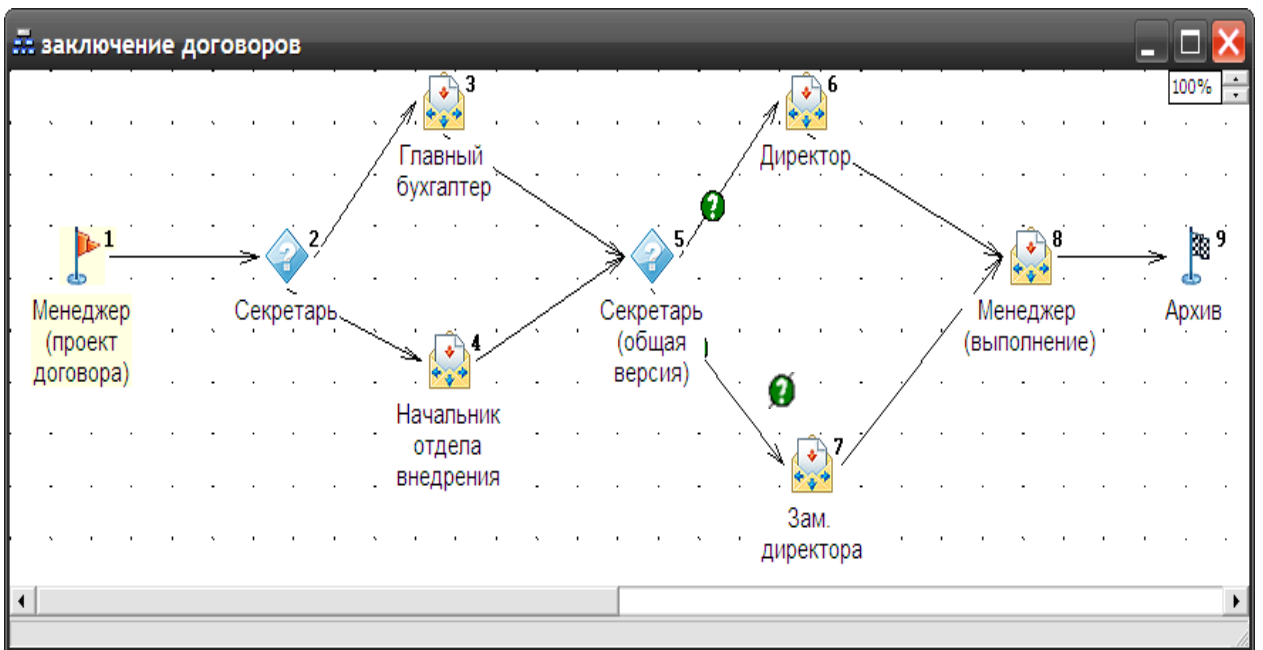 заключение договоров
100%
3
Главный
бухгалтер
6
Директор
1
Менеджер
(проект
договора)
2
Секретарь
5
Секретарь
(общая
версия)
8
Менеджер
(выполнение)
9
Архив
4
Начальник
отдела
внедрения
7
Зам.
директора